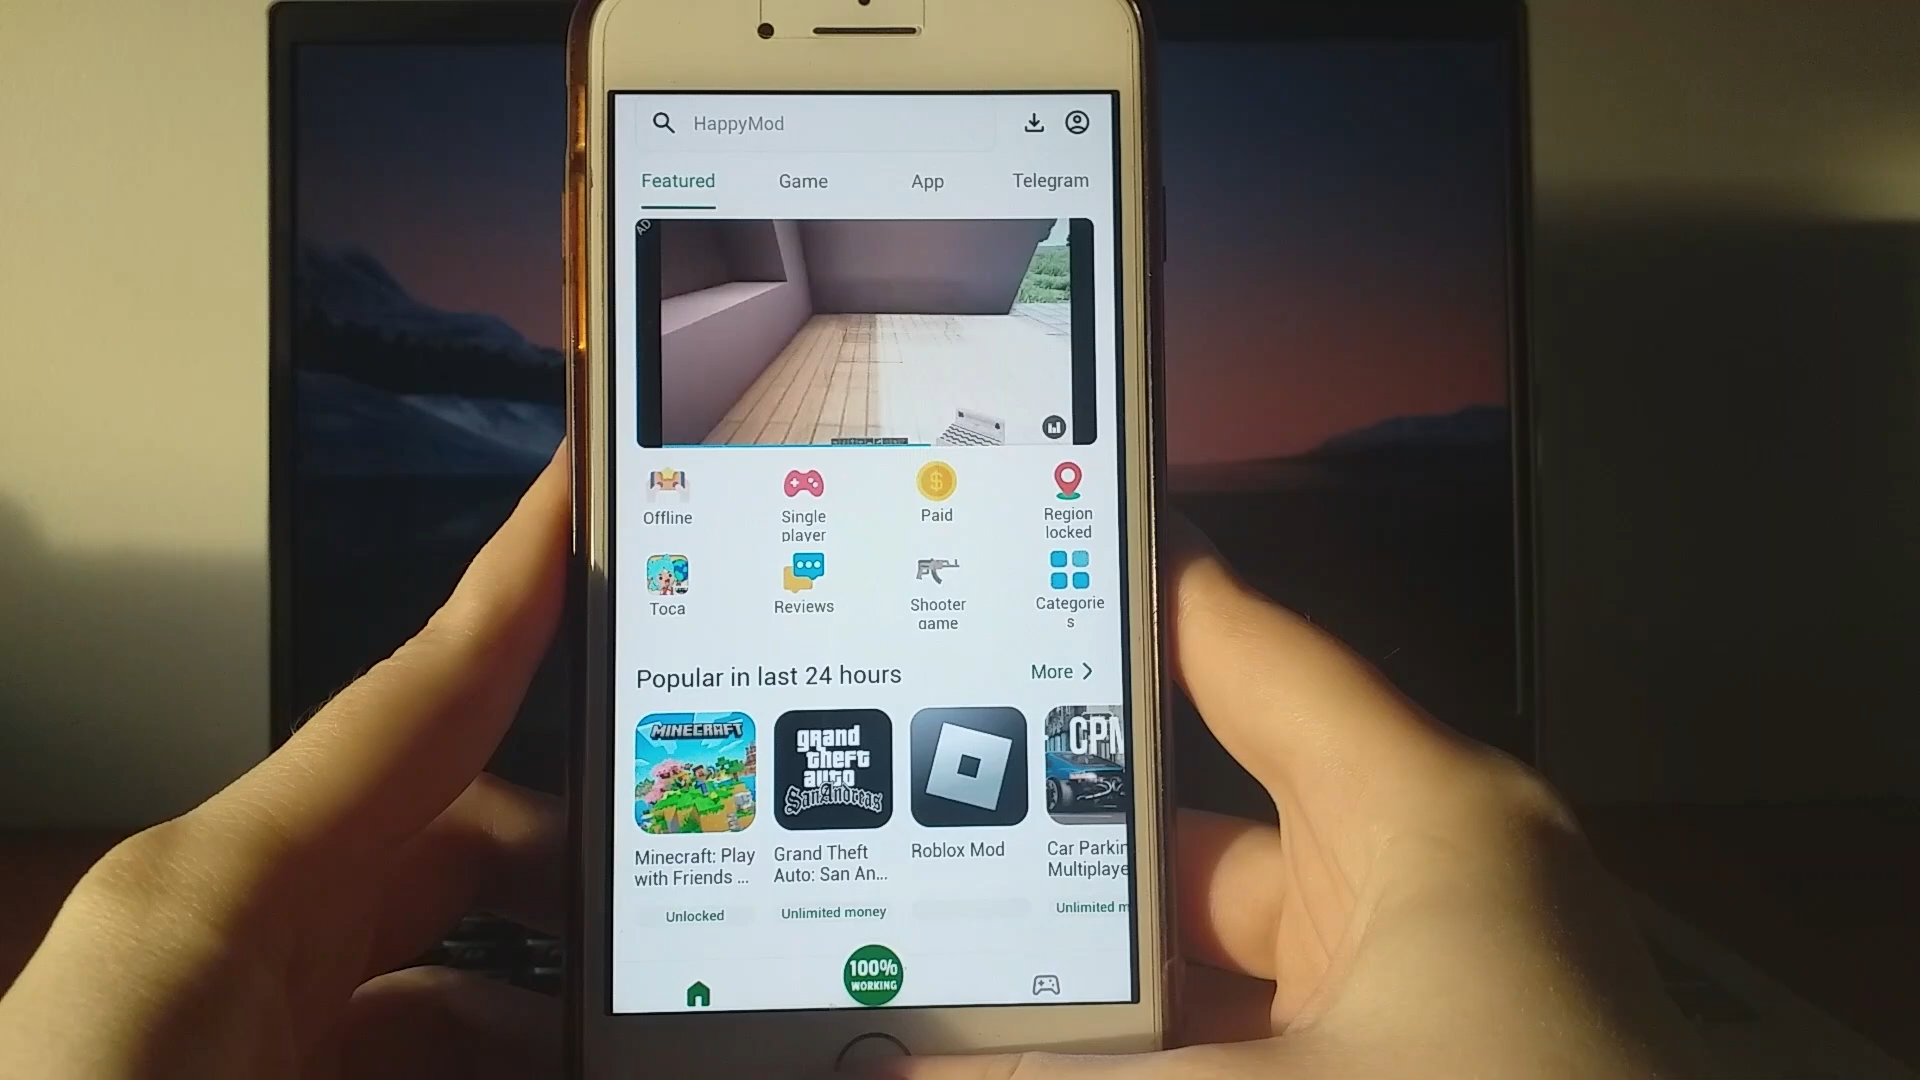 HappyMod
Featured Game App Telegram
AD
Offline
Single
player
Paid
Region
locked
Toca
Reviews
Shooter
game
Categorie
s
Popular in last 24 hours
More
MINECRAFT
grand
theft
auto
San Andreas
CPM
Minecraft: Play
with Friends ...
Grand Theft
Auto: San An...
Roblox Mod
Car Parkin
Multiplaye
Unlocked
Unlimited money
Unlimited m
100%
WORKING